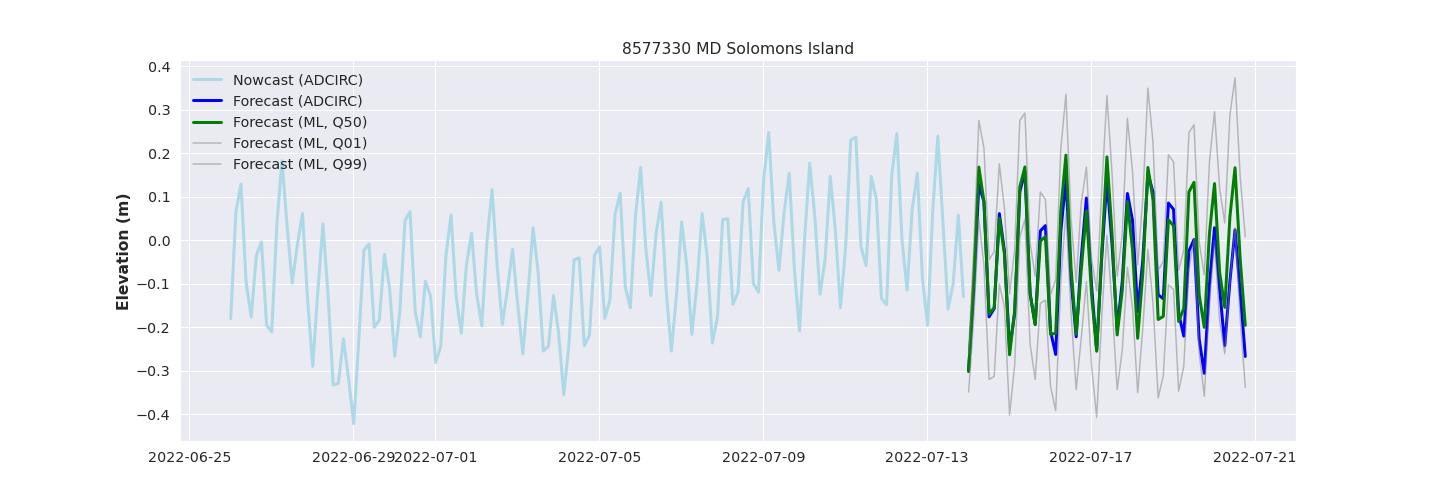 8577330 MD Solomons Island
Nowcast (ADCIRC)
Forecast (ADCIRC)
Forecast (ML, Q50)
Forecast (ML, Q01)
Forecast (ML, Q99)
Elevation (m)
0.4
0.3
0.2
0.1
0.0
−0.1
−0.2
−0.3
−0.4
2022-06-25 2022-06-29 2022-07-01 2022-07-05 2022-07-09 2022-07-13 2022-07-17 2022-07-21